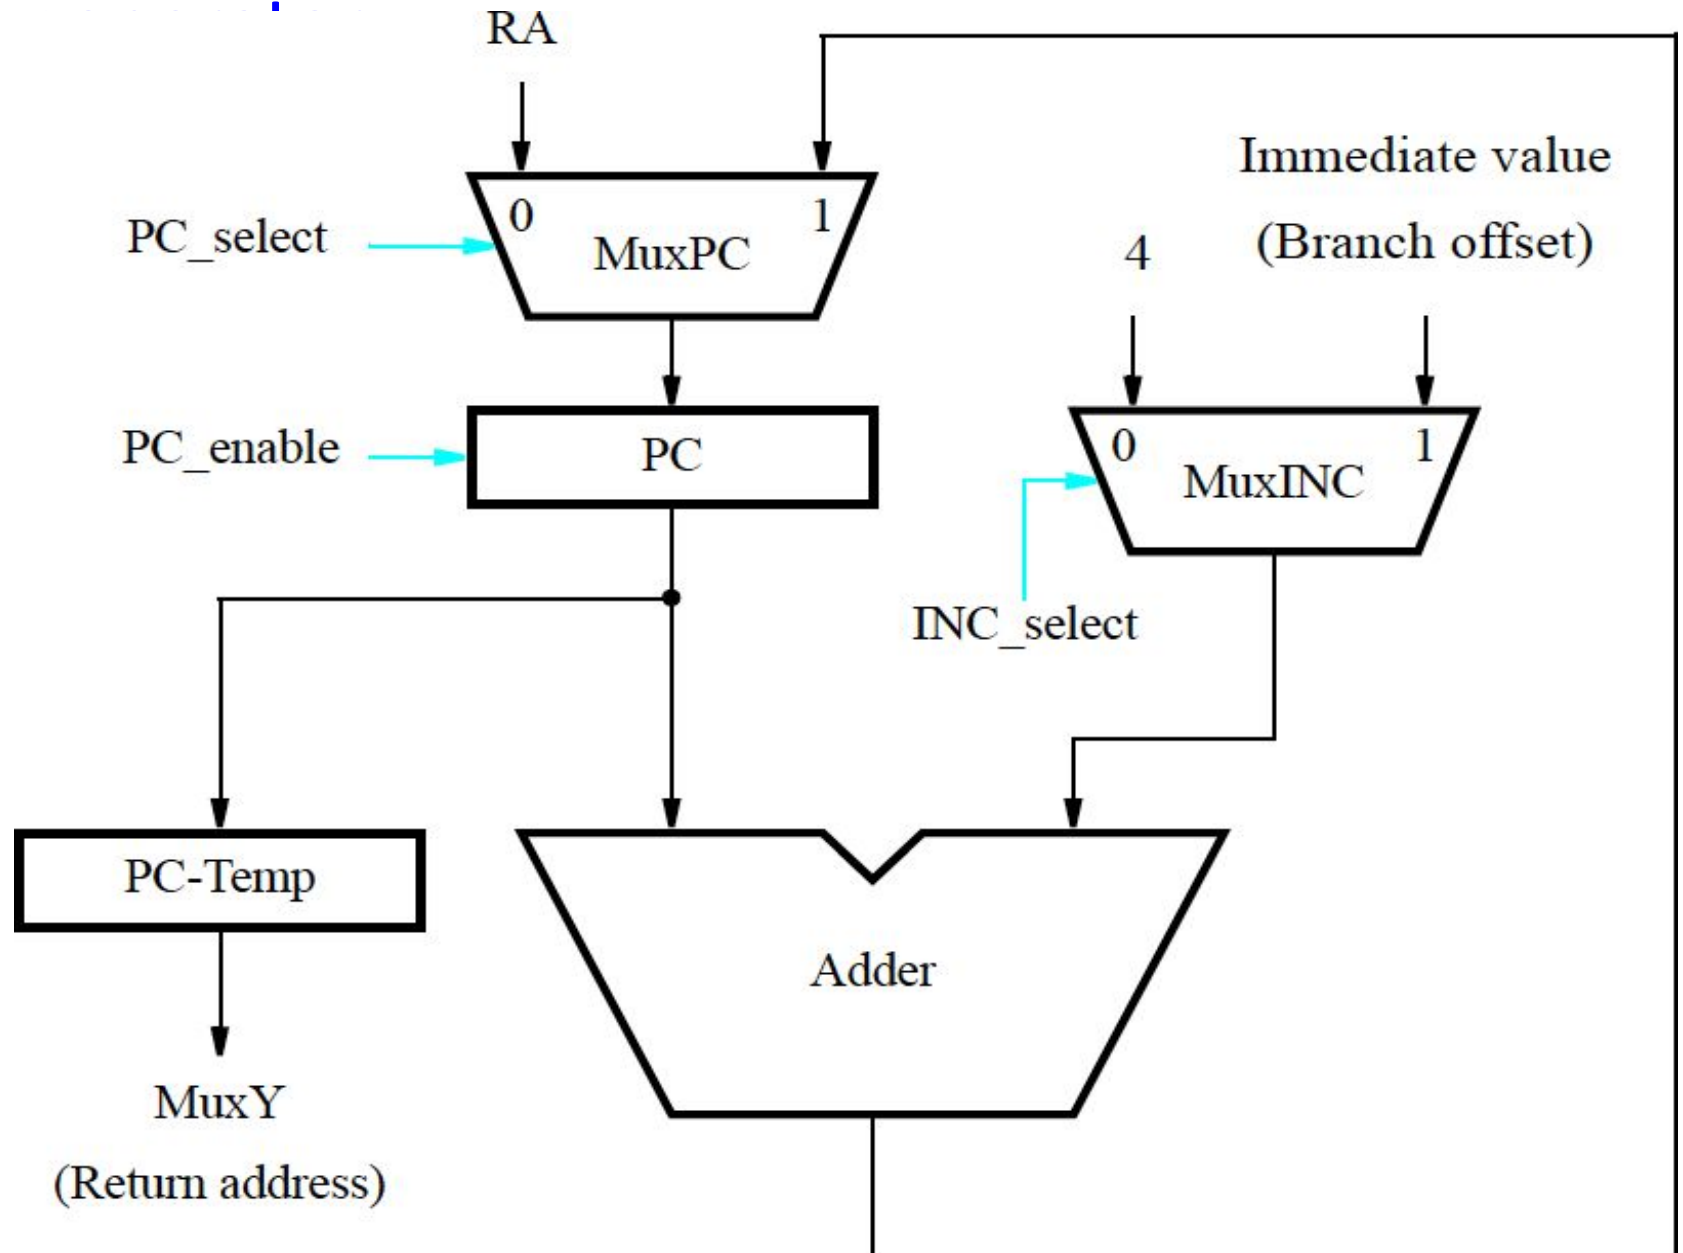 RA
Immediate value
(Branch offset)
4
PC_select
0
1
MuxPC
PC_enable
PC
0
1
MuxINC
INC_select
PC-Temp
Adder
MuxY
(Return address)